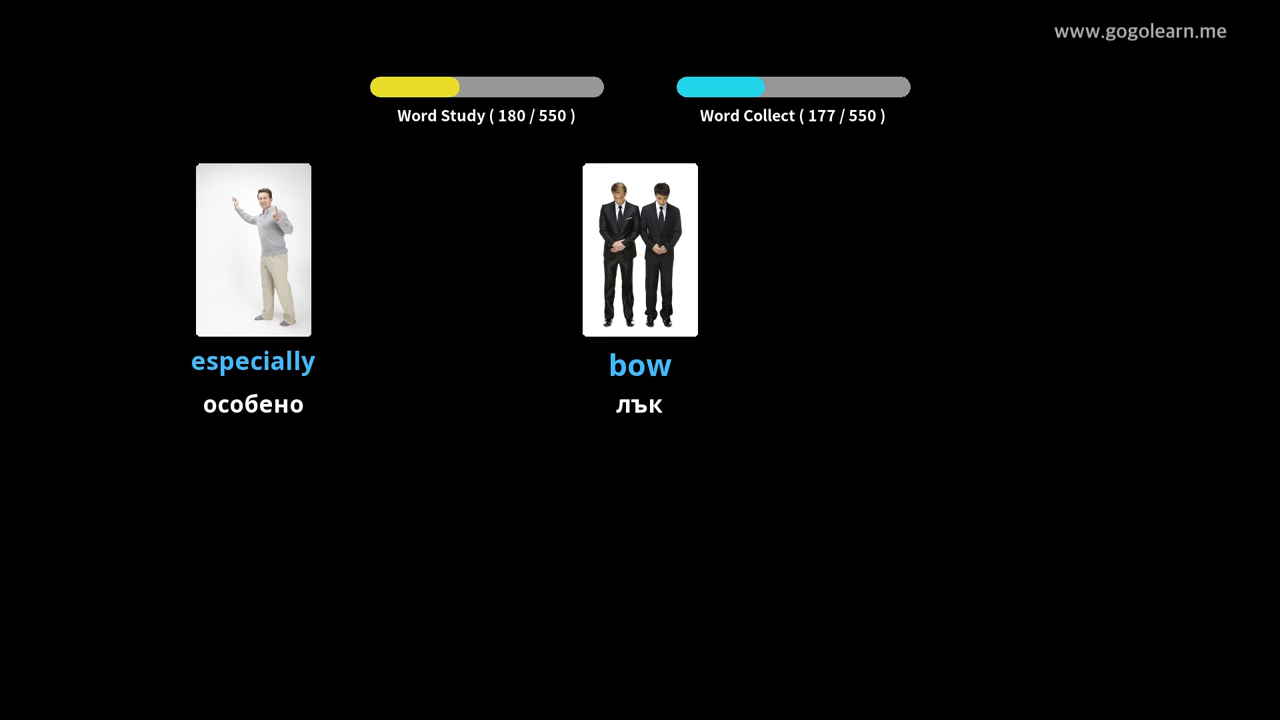 www.gogolearn.me
Word Study ( 180 / 550 )
Word Collect ( 177 / 550 )
especially
особено
bow
лък